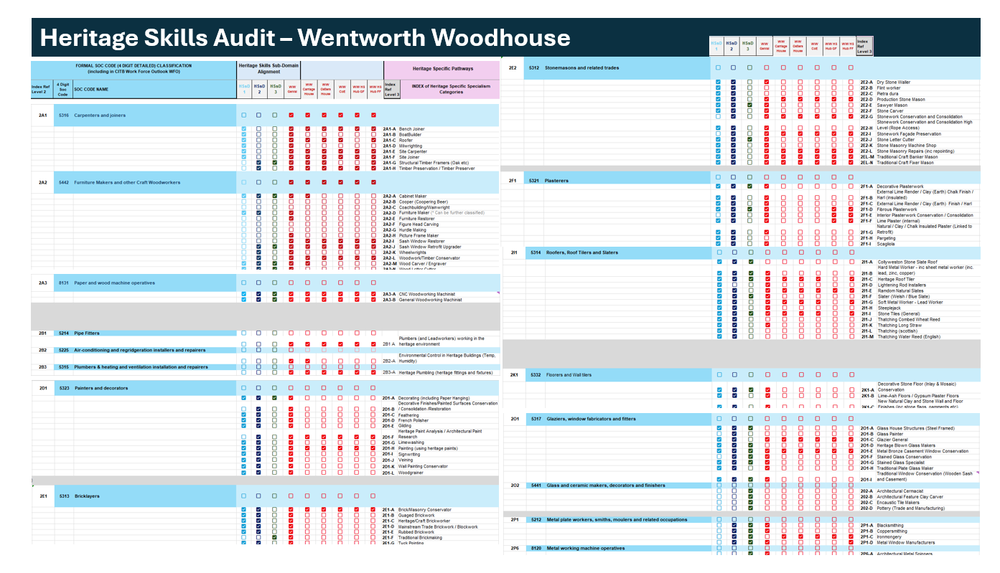 Heritage Skills Audit – Wentworth Woodhouse
FORMAL SOC CODE (4 DIGIT DETAILED) CLASSIFICATION
(including in CITB Work Force Outlook WFO)
Heritage Skills Sub-Domain
Alignment
Heritage Specific Pathways
Index Ref Level 2
4 Digit Soc Code
SOC CODE NAME
HSaD 1
HSaD 2
HSaD 3
WW Genral
WW Carriage House
WW Ostlers House
WW CoE
WW HS Hub GF
WW HS Hub FF
Index Ref Level 3
INDEX of Heritage Specific Specialism Categories
2A1 5316 Carpenters and joiners
2A1-A Bench Joiner
2A1-B BoatBuilder
2A1-C Roofer
2A1-D Milwrighting
2A1-E Site Carpenter
2A1-F Site Joiner
2A1-G Structural Timber Framers (Oak etc)
2A1-H Timber Preservation / Timber Preserver
2A2 5442 Furniture Makers and other Craft Woodworkers
2A2-A Cabinet Maker
2A2-B Cooper (Coopering Beer)
2A2-C Coachbuilding/Wainwright
2A2-D Furniture Maker (* Can be further classified)
2A2-E Furniture Restorer
2A2-F Figure Head Carving
2A2-G Hurdle Making
2A2-H Picture Frame Maker
2A2-I Sash Window Restorer
2A2-J Sash Window Retrofit Upgrader
2A2-K Wheelwrights
2A2-L Woodwork/Timber Conservator
2A2-M Wood Carver / Engraver
2A2-N Wood Letter Cutter
2A3 8131 Paper and wood machine operatives
2A3-A CNC Woodworking Machinist
2A3-B General Woodworking Machinist
2B1 5214 Pipe Fitters
Plumbers (and Leadworkers) working in the
2B1 A heritage environment
2B2 5225 Air-conditioning and regridgeration installers and repairers
Environmental Control in Heritage Buildings (Temp,
2B2-A Humidity)
2B3 5315 Plumbers & heating and ventilation installation and repairers
2B3-A Heritage Plumbing (heritage fittings and fixtures)
2D1 5323 Painters and decorators
2D1-A Decorating (including Paper Hanging)
Decorative Finishes/Painted Surfaces Conservation
2D1-B / Consolidation /Restoration
2D1-C Feathering
2D1-D French Polisher
2D1-E Gilding
Heritage Paint Analysis / Architectural Paint
2D1-F Research
2D1-G Limewashing
2D1-H Painting (using heritage paints)
2D1-I Signwriting
2D1-J Veining
2D1-K Wall Painting Conservator
2D1-L Woodgrainer
2E1 5313 Bricklayers
2E1-A Brick/Masonry Conservator
2E1-B Guaged Brickwork
2E1-C Heritage/Craft Brickworker
2E1-D Mainstream Trade Brickwork / Blockwork
2E1-E Rubbed Brickwork
2E1-F Traditional Brickmaking
2E1-G Tuck Pointing
HSaD 1
HSaD 2
HSaD 3
WW Genral
WW Carriage House
WW Ostlers House
WW CoE
WW HS Hub GF
WW HS Hub FF
Index Ref Level 3
2E2 5312 Stonemasons and related trades
2E2-A Dry Stone Waller
2E2-B Flint worker
2E2-C Pietra dura
2E2-D Production Stone Mason
2E2-E Sawyer Mason
2E2-F Stone Carver
2E2-G Stonework Conservation and Consolidation
Stonework Conservation and Consolidation High
2E2-H Level (Rope Access)
2E2-I Stonework Façade Preservation
2E2-J Stone Letter Cutter
2E2-K Stone Masonry Machine Shop
2E2-L Stone Masonry Repairs (inc repointing)
2EL-M Traditional Craft Banker Mason
2EL-N Traditional Craft Fixer Mason
2F1 5321 Plasterers
2F1-A Decorative Plasterwork
External Lime Render / Clay (Earth) Chalk Finish /
2F1-B Harl (insulated)
2F1-C External Lime Render / Clay (Earth) Finish / Harl
2F1-D Fibrous Plasterwork
2F1-E Interior Plasterwork Conservation / Consolidation
2F1-F Lime Plaster (internal)
Natural / Clay / Chalk Insulated Plaster (Linked to
2F1-G Retrofit)
2F1-H Pargeting
2F1-I Scagliola
2I1 5314 Roofers, Roof Tilers and Slaters
2I1-A Collyweston Stone Slate Roof
Hard Metal Worker - inc sheet metal worker (inc.
2I1-B lead, zinc, copper)
2I1-C Heritage Roof Tiler
2I1-D Lightening Rod Installers
2I1-E Ramdom Natural Slates
2I1-F Slater (Welsh / Blue Slate)
2I1-G Soft Metal Worker - Lead Worker
2I1-H Steeplejack
2I1-I Stone Tiles (General)
2I1-J Thatching Combed Wheat Reed
2I1-K Thatching Long Straw
2I1-L Thatching (scottish)
2I1-M Thatching Water Reed (English)
2K1 5332 Floorers and Wall tilers
Decorative Stone Floor (Inlay & Mosaic)
2K1-A Conservation
2K1-B Lime-Ash Floors / Gypsum Plaster Floors
New Natural Clay and Stone Wall and Floor
2K1-C Finishes (inc stone flags, pamments etc)
2O1 5317 Glaziers, window fabricators and fitters
2O1-A Glass House Structures (Steel Framed)
2O1-B Glass Painter
2O1-C Glazier General
2O1-D Heritage Blown Glass Makers
2O1-E Metal Bronze Casement Window Conservation
2O1-F Stained Glass Conservation
2O1-G Stained Glass Specialist
2O1-H Traditional Plate Glass Maker
Traditional Window Conservation (Wooden Sash
2O1-I and Casement)
2O2 5441 Glass and ceramic makers, decorators and finishers
202-A Architectural Cermacist
202-B Architectural Feature Clay Carver
202-C Encaustic Tile Makers
202-D Pottery (Trade and Manufacturing)
2P1 5212 Metal plate workers, smiths, moulers and related occupations
2P1-A Blacksmithing
2P1-B Coppersmithing
2P1-C Ironmongery
2P1-D Metal Window Manufacturers
2P6 8120 Metal working machine operatives
2P6-A Architectural Metal Spinners